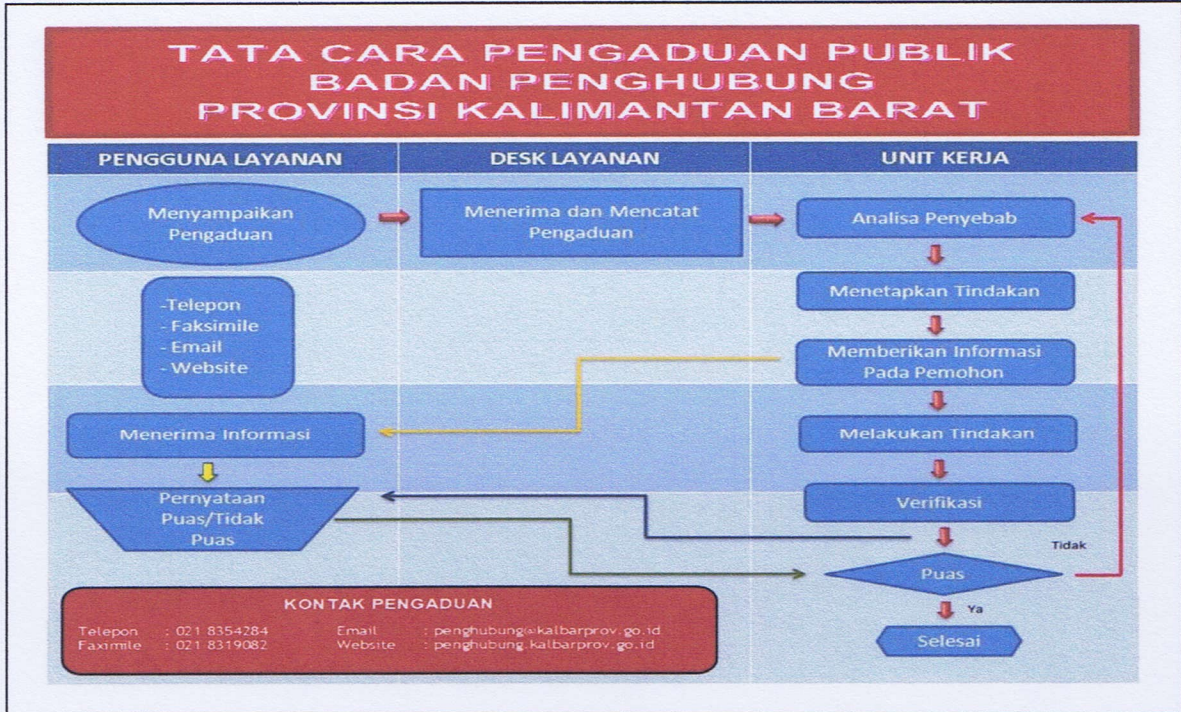 TATA CARA PENGADUAN PUBLIK
BADAN PENGHUBUNG
PROVINSI KALIMANTAN BARAT
PENGGUNA LAYANAN
DESK LAYANAN
UNIT KERJA
Menyampaikan
Pengaduan
Menerima dan Mencatat
Pengaduan
Analisa Penyebab
-Telepon
- Faksimile
- Email
- Website
Menetapkan Tindakan
Memberikan Informasi
Pada Pemohon
Menerima Informasi
Melakukan Tindakan
Pernyataan
Puas/Tidak
Puas
Verifikasi
Tidak
Puas
Ya
Selesai
KONTAK PENGADUAN
Telepon : 021 8354284 Email : penghubung@kalbarprov.go.id
Faximile : 021 8319082 Website : penghubung.kalbarprov.go.id